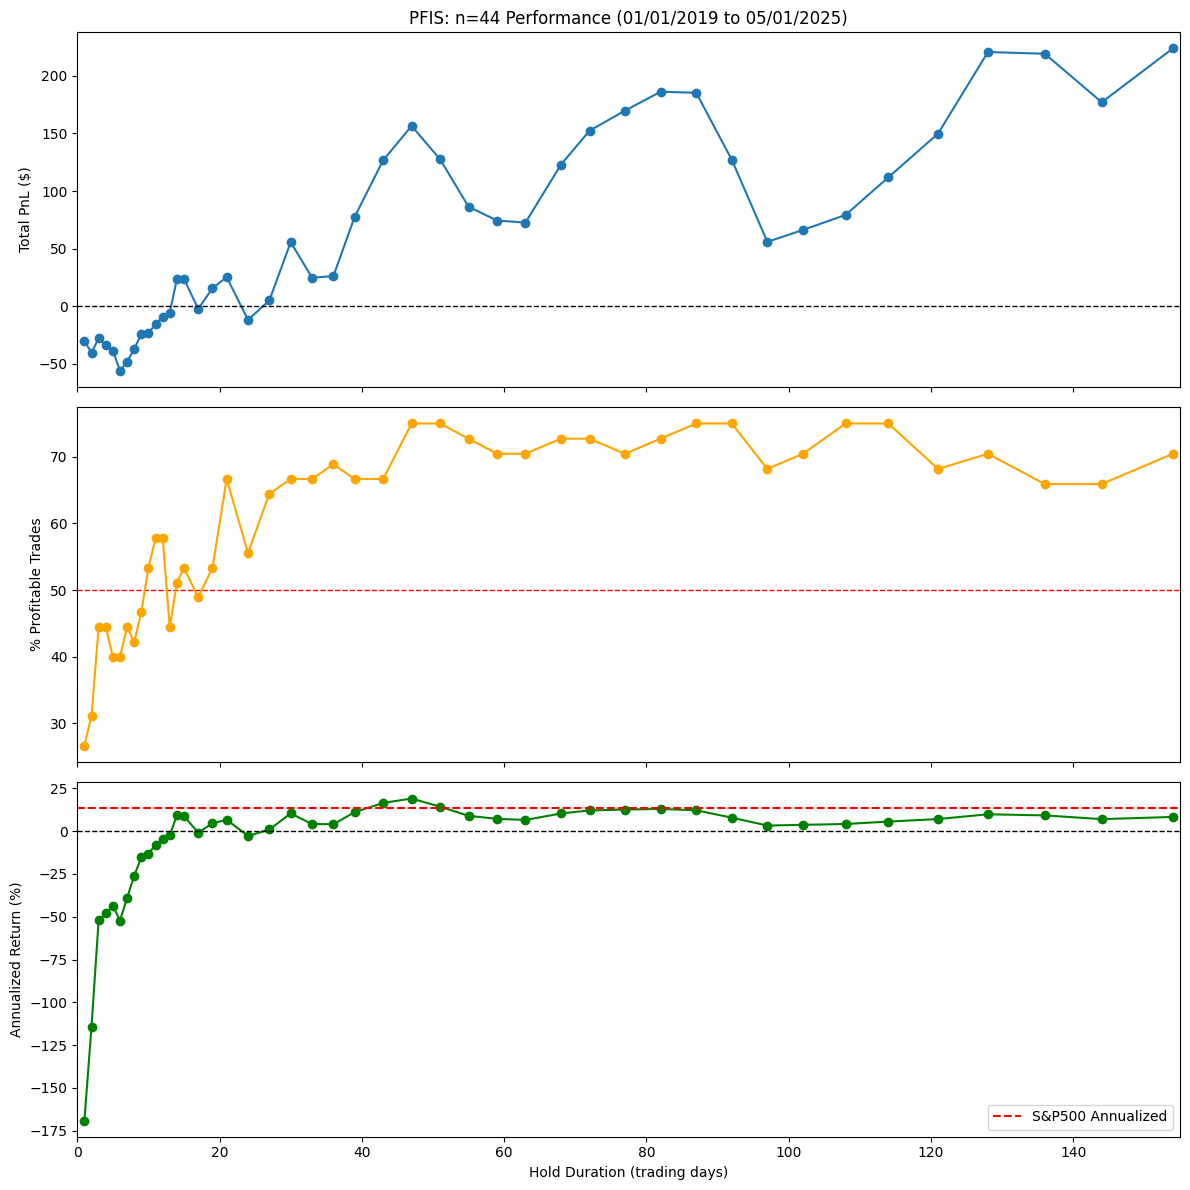 PFIS: n=44 Performance (01/01/2019 to 05/01/2025)
Total PnL ($)
200
150
100
50
0
−50
% Profitable Trades
70
60
50
40
30
Annualized Return (%)
25
0
−25
−50
−75
−100
−125
−150
−175
S&P500 Annualized
0 20 40 60 80 100 120 140
Hold Duration (trading days)